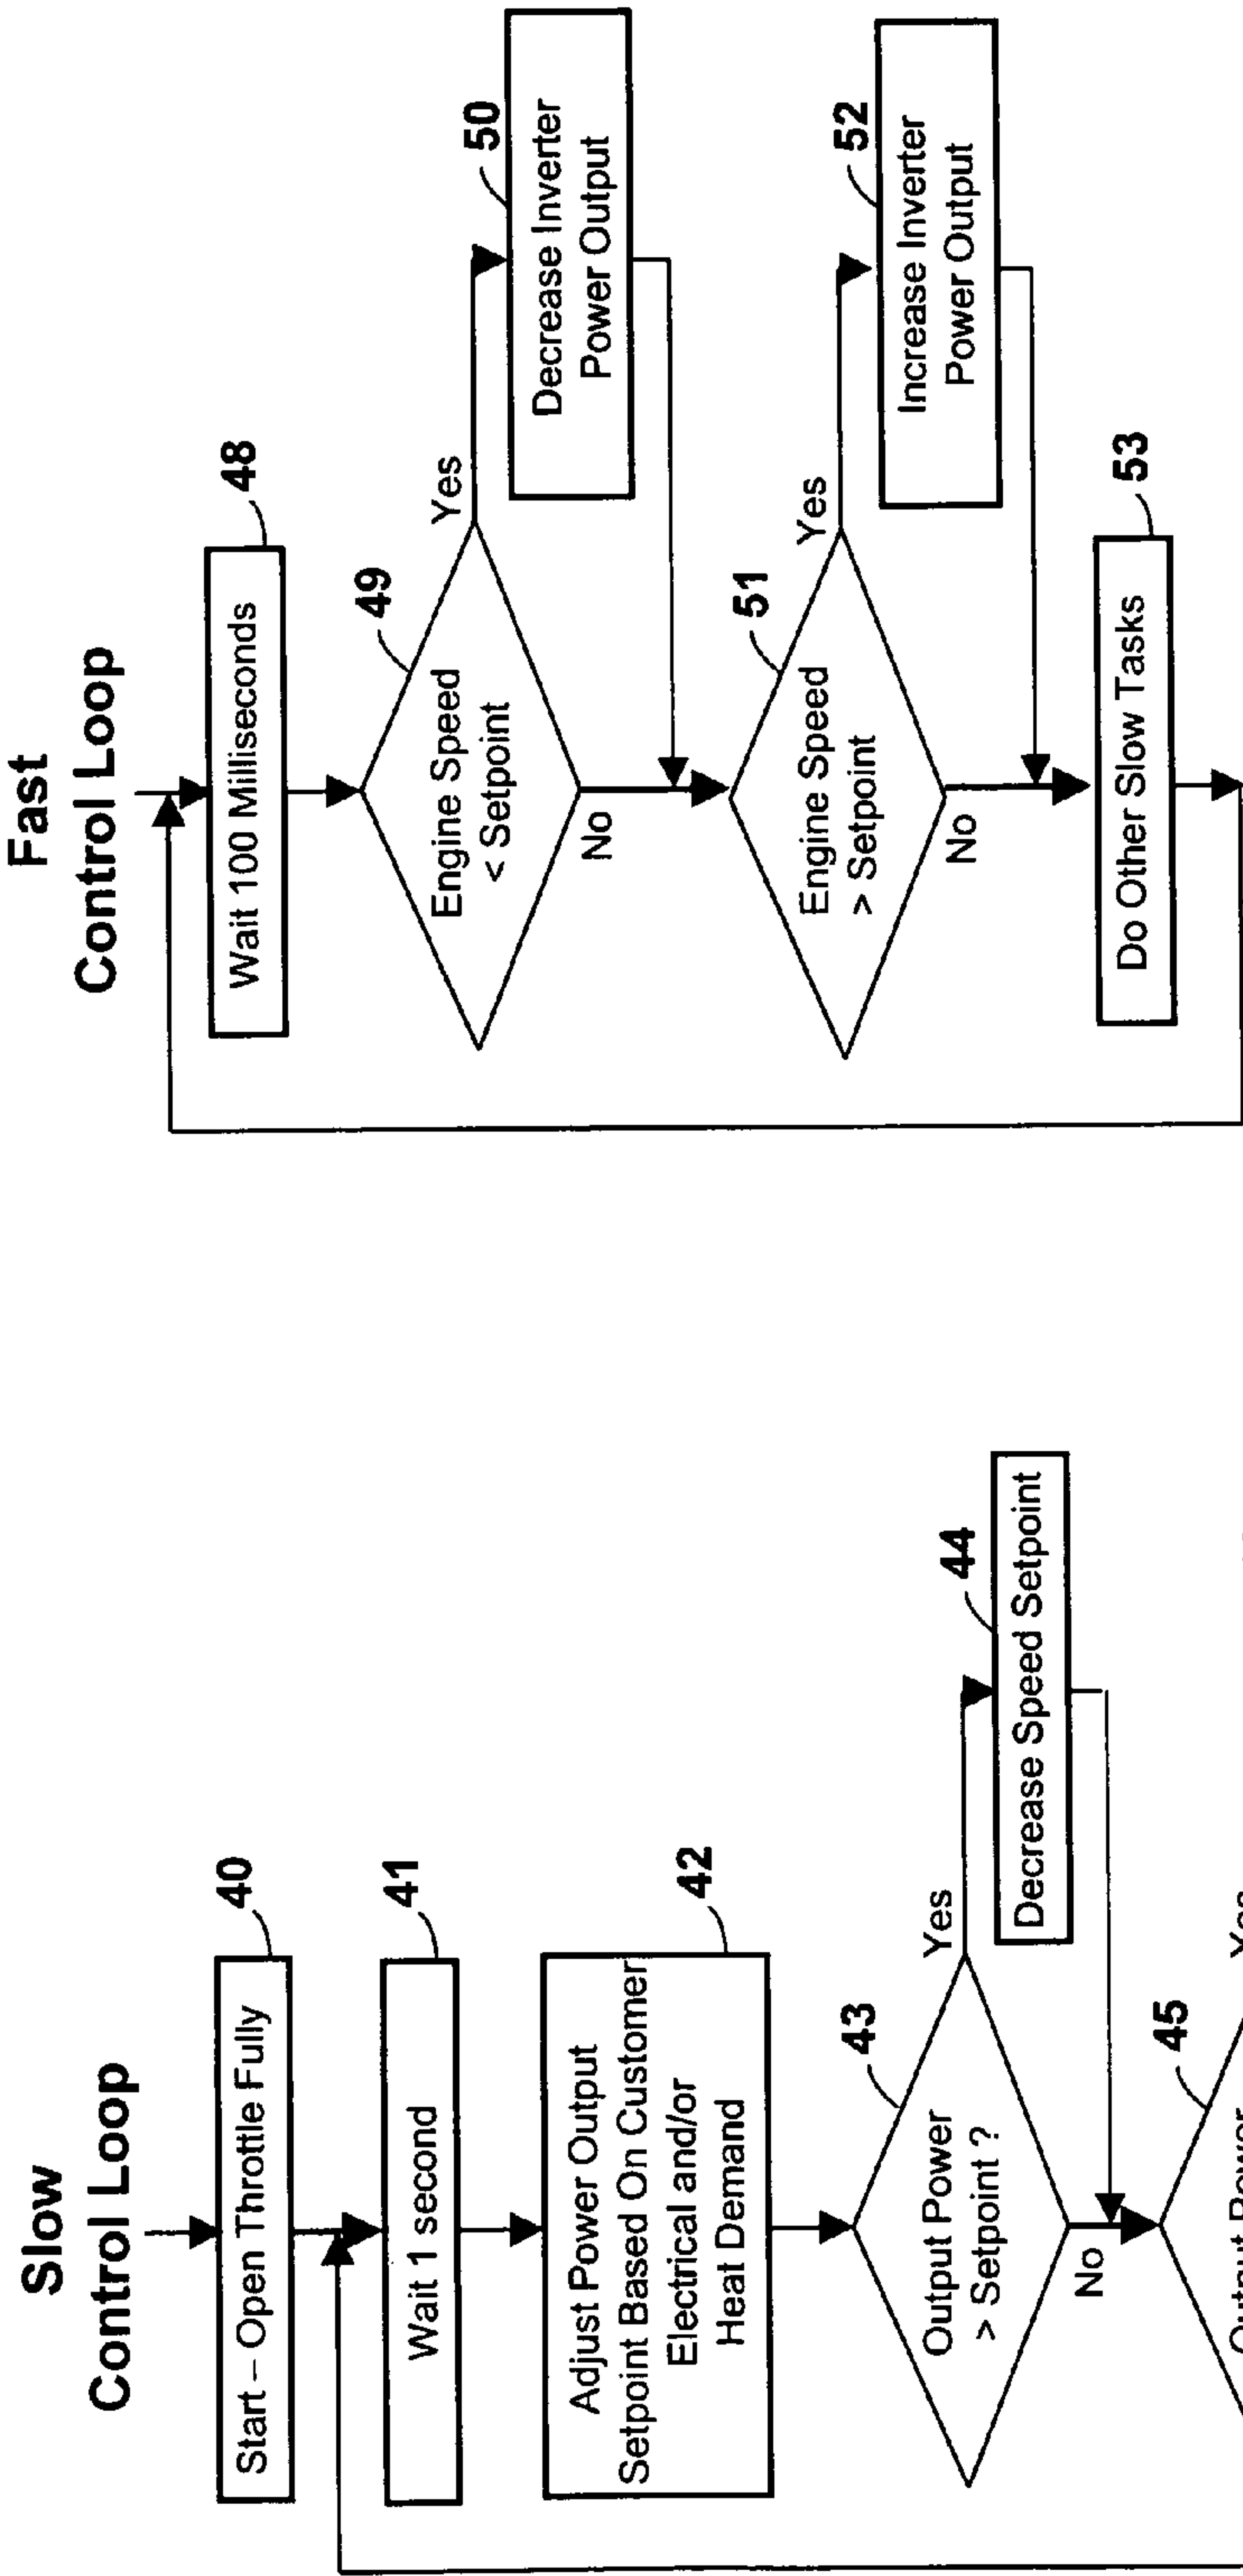 Slow
Control Loop
Start – Open Throttle Fully
40
Wait 1 second
41
Adjust Power Output
Setpoint Based On Customer
Electrical and/or
Heat Demand
42
Output Power
> Setpoint ?
43
Yes
No
Decrease Speed Setpoint
44
45
Output Power
Yes
Fast
Control Loop
Wait 100 Milliseconds
48
Engine Speed
< Setpoint
49
Yes
No
Decrease Inverter
Power Output
50
Engine Speed
> Setpoint
51
Yes
No
Increase Inverter
Power Output
52
Do Other Slow Tasks
53